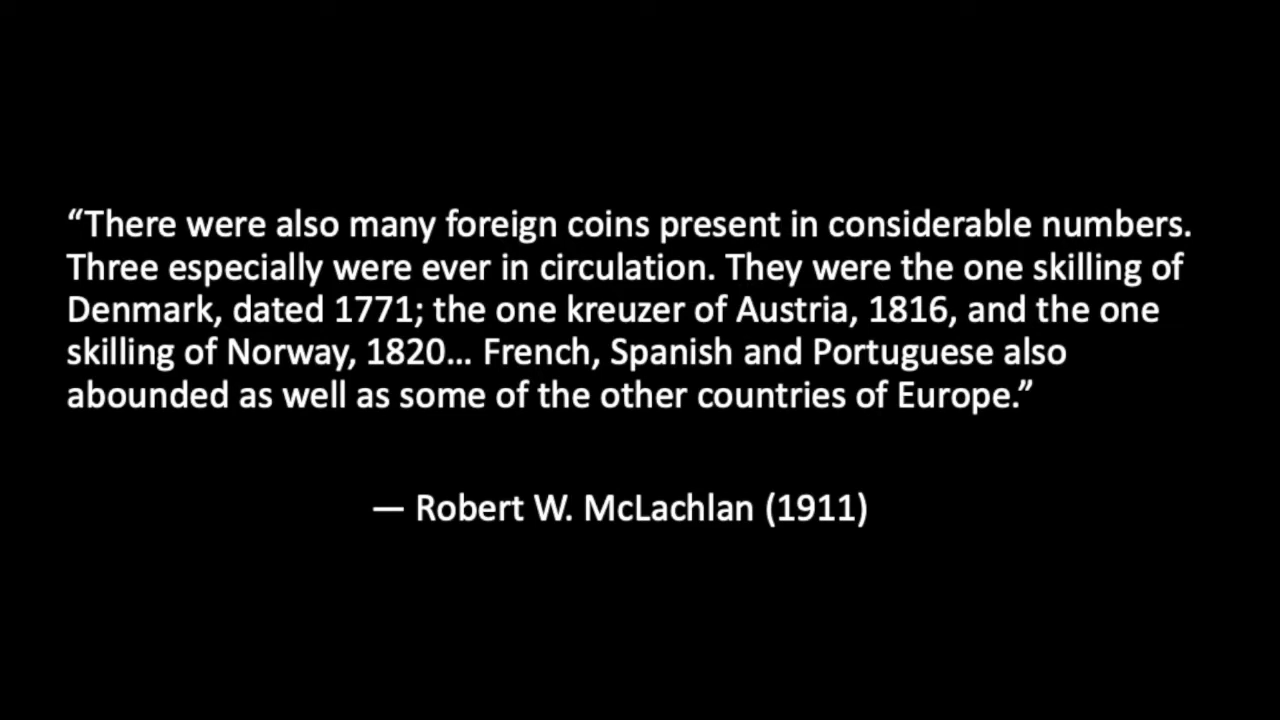 “There were also many foreign coins present in considerable numbers.
Three especially were ever in circulation. They were the one skilling of
Denmark, dated 1771; the one kreuzer of Austria, 1816, and the one
skilling of Norway, 1820... French, Spanish and Portuguese also
abounded as well as some of the other countries of Europe.”
— Robert W. McLachlan (1911)